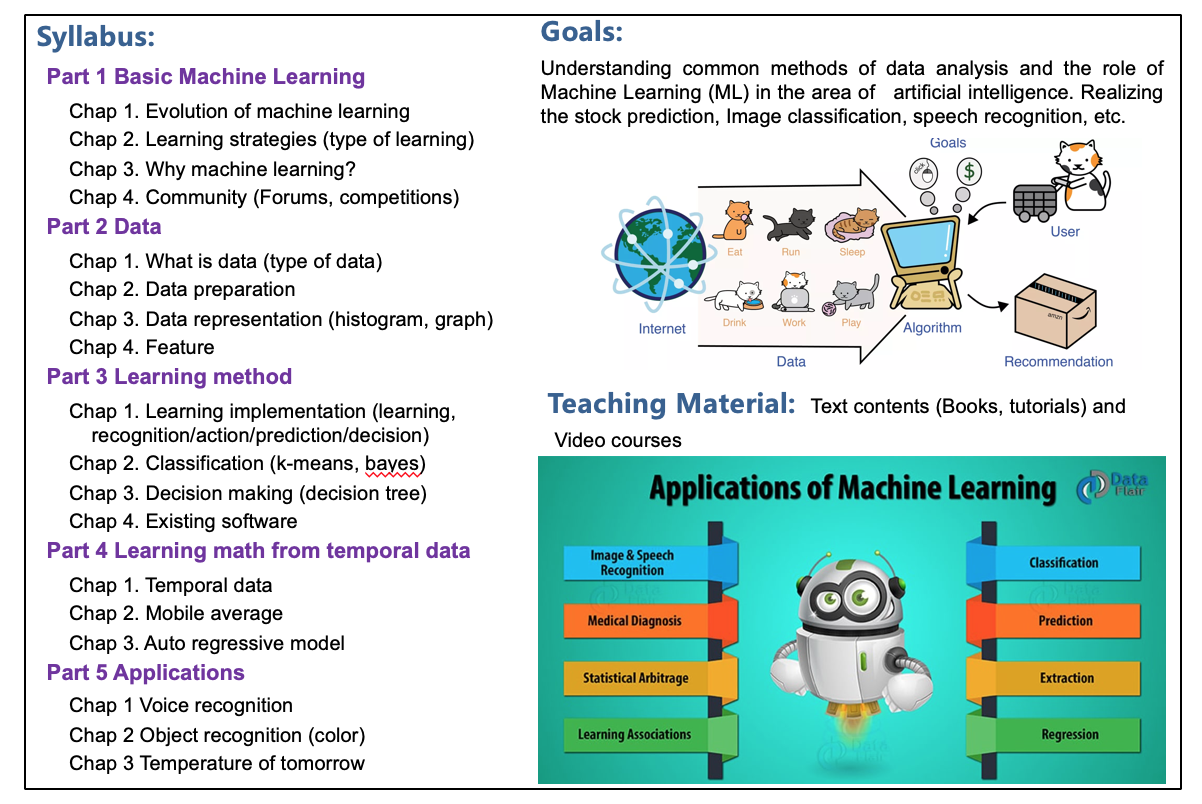 Syllabus:
Part 1 Basic Machine Learning
Chap 1. Evolution of machine learning
Chap 2. Learning strategies (type of learning)
Chap 3. Why machine learning?
Chap 4. Community (Forums, competitions)
Part 2 Data
Chap 1. What is data (type of data)
Chap 2. Data preparation
Chap 3. Data representation (histogram, graph)
Chap 4. Feature
Part 3 Learning method
Chap 1. Learning implementation (learning,
recognition/action/prediction/decision)
Chap 2. Classification (k-means, bayes)
Chap 3. Decision making (decision tree)
Chap 4. Existing software
Part 4 Learning math from temporal data
Chap 1. Temporal data
Chap 2. Mobile average
Chap 3. Auto regressive model
Part 5 Applications
Chap 1 Voice recognition
Chap 2 Object recognition (color)
Chap 3 Temperature of tomorrow
Goals:
Understanding common methods of data analysis and the role of
Machine Learning (ML) in the area of artificial intelligence. Realizing
the stock prediction, Image classification, speech recognition, etc.
Goals
click
$
User
Eat Run Sleep
Drink Work Play
Internet
Data
Algorithm
amzn
Recommendation
Teaching Material: Text contents (Books, tutorials) and
Video courses
Applications of Machine Learning
Data
Flair
Image & Speech
Recognition
Medical Diagnosis
Statistical Arbitrage
Learning Associations
Classification
Prediction
Extraction
Regression